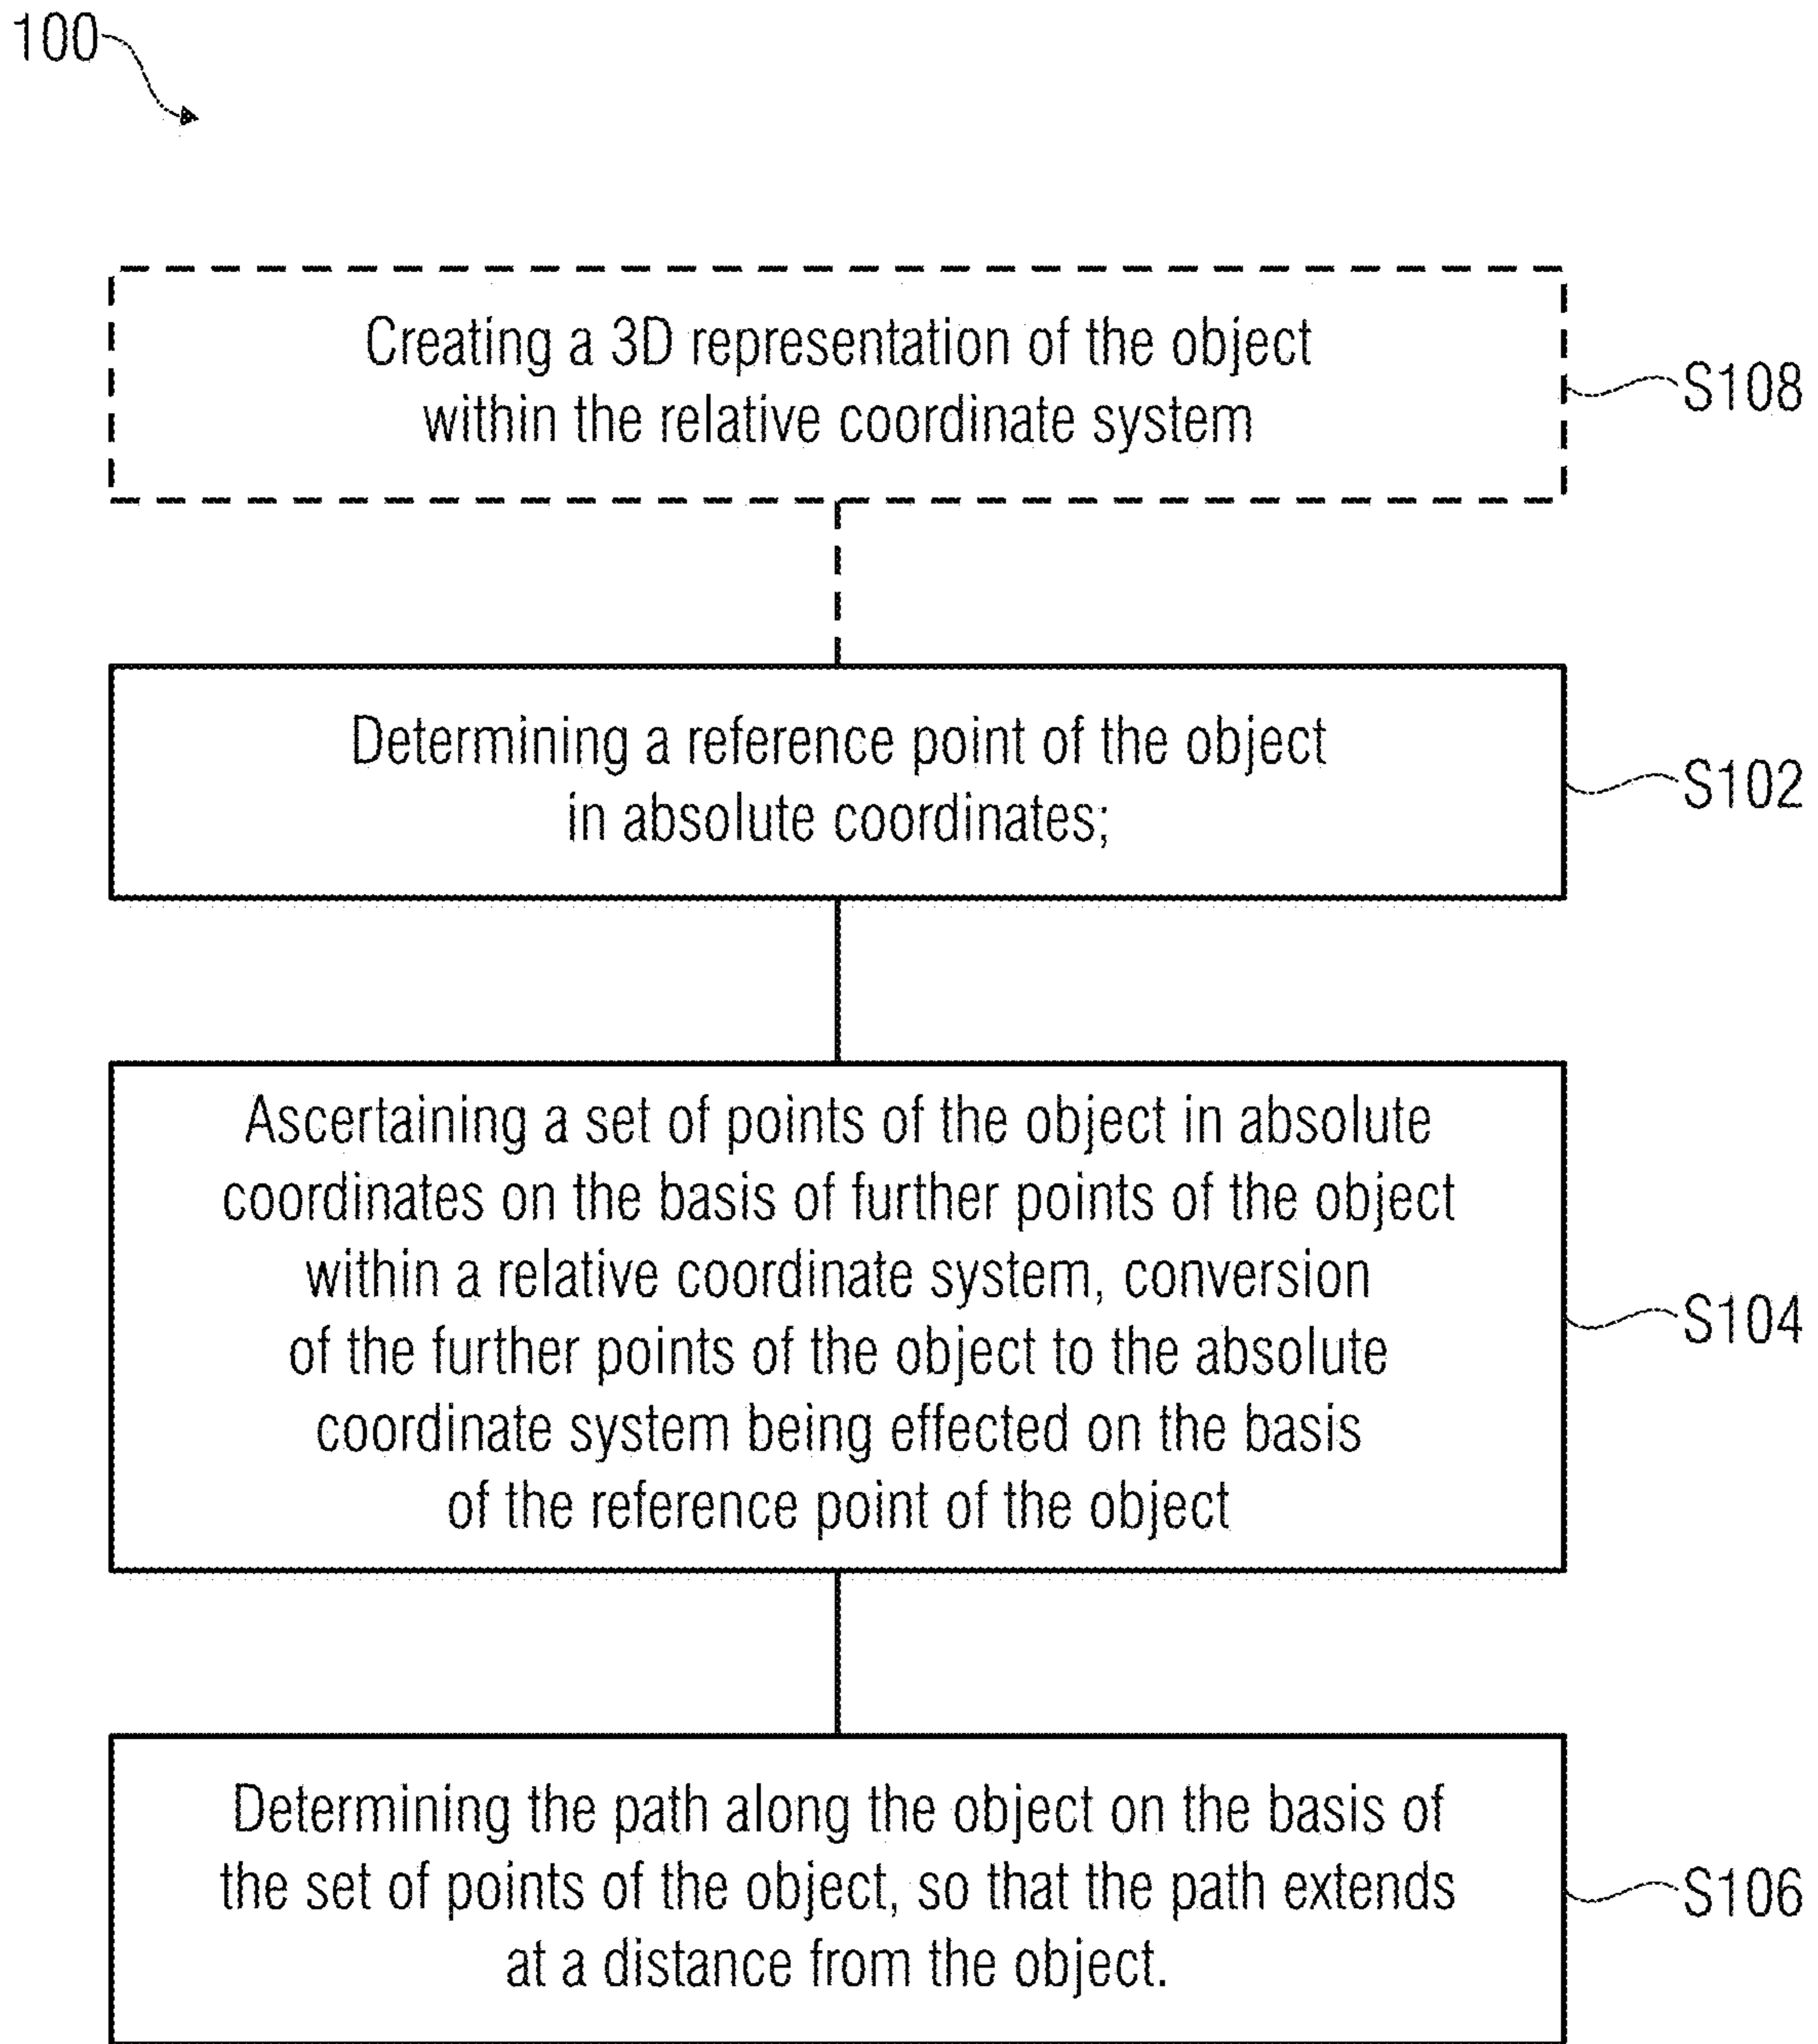 100
Creating a 3D representation of the object
within the relative coordinate system
S108
Determining a reference point of the object
in absolute coordinates;
S102
Ascertaining a set of points of the object in absolute
coordinates on the basis of further points of the object
within a relative coordinate system, conversion
of the further points of the object to the absolute
coordinate system being effected on the basis
of the reference point of the object
S104
Determining the path along the object on the basis of
the set of points of the object, so that the path extends
at a distance from the object.
S106